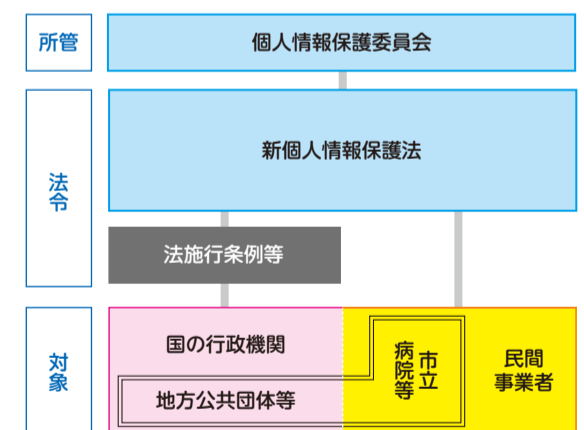 所管
個人情報保護委員会
法令
新個人情報保護法
法施行条例等
対象
国の行政機関
地方公共団体等
市立
病院等
民間
事業者